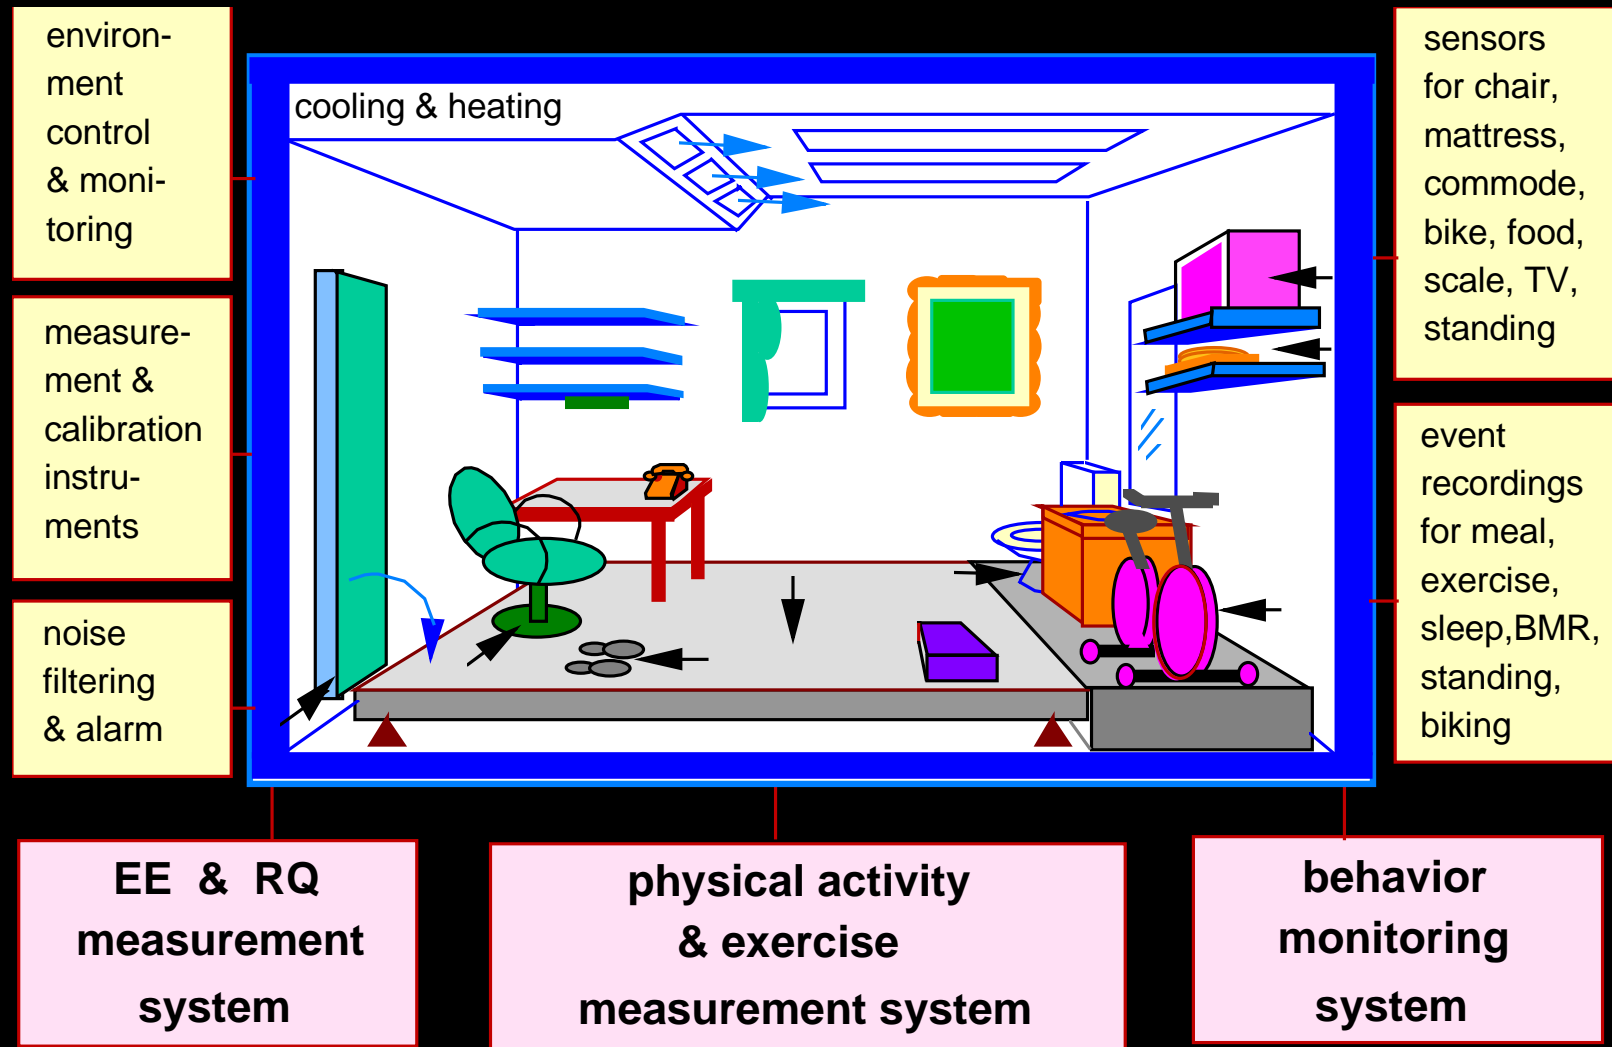 environ-
ment
control
& moni-
toring
measure-
ment &
calibration
instru-
ments
noise
filtering
& alarm
cooling & heating
sensors
for chair,
mattress,
commode,
bike, food,
scale, TV,
standing
event
recordings
for meal,
exercise,
sleep,BMR,
standing,
biking
EE & RQ
measurement
system
physical activity
& exercise
measurement system
behavior
monitoring
system